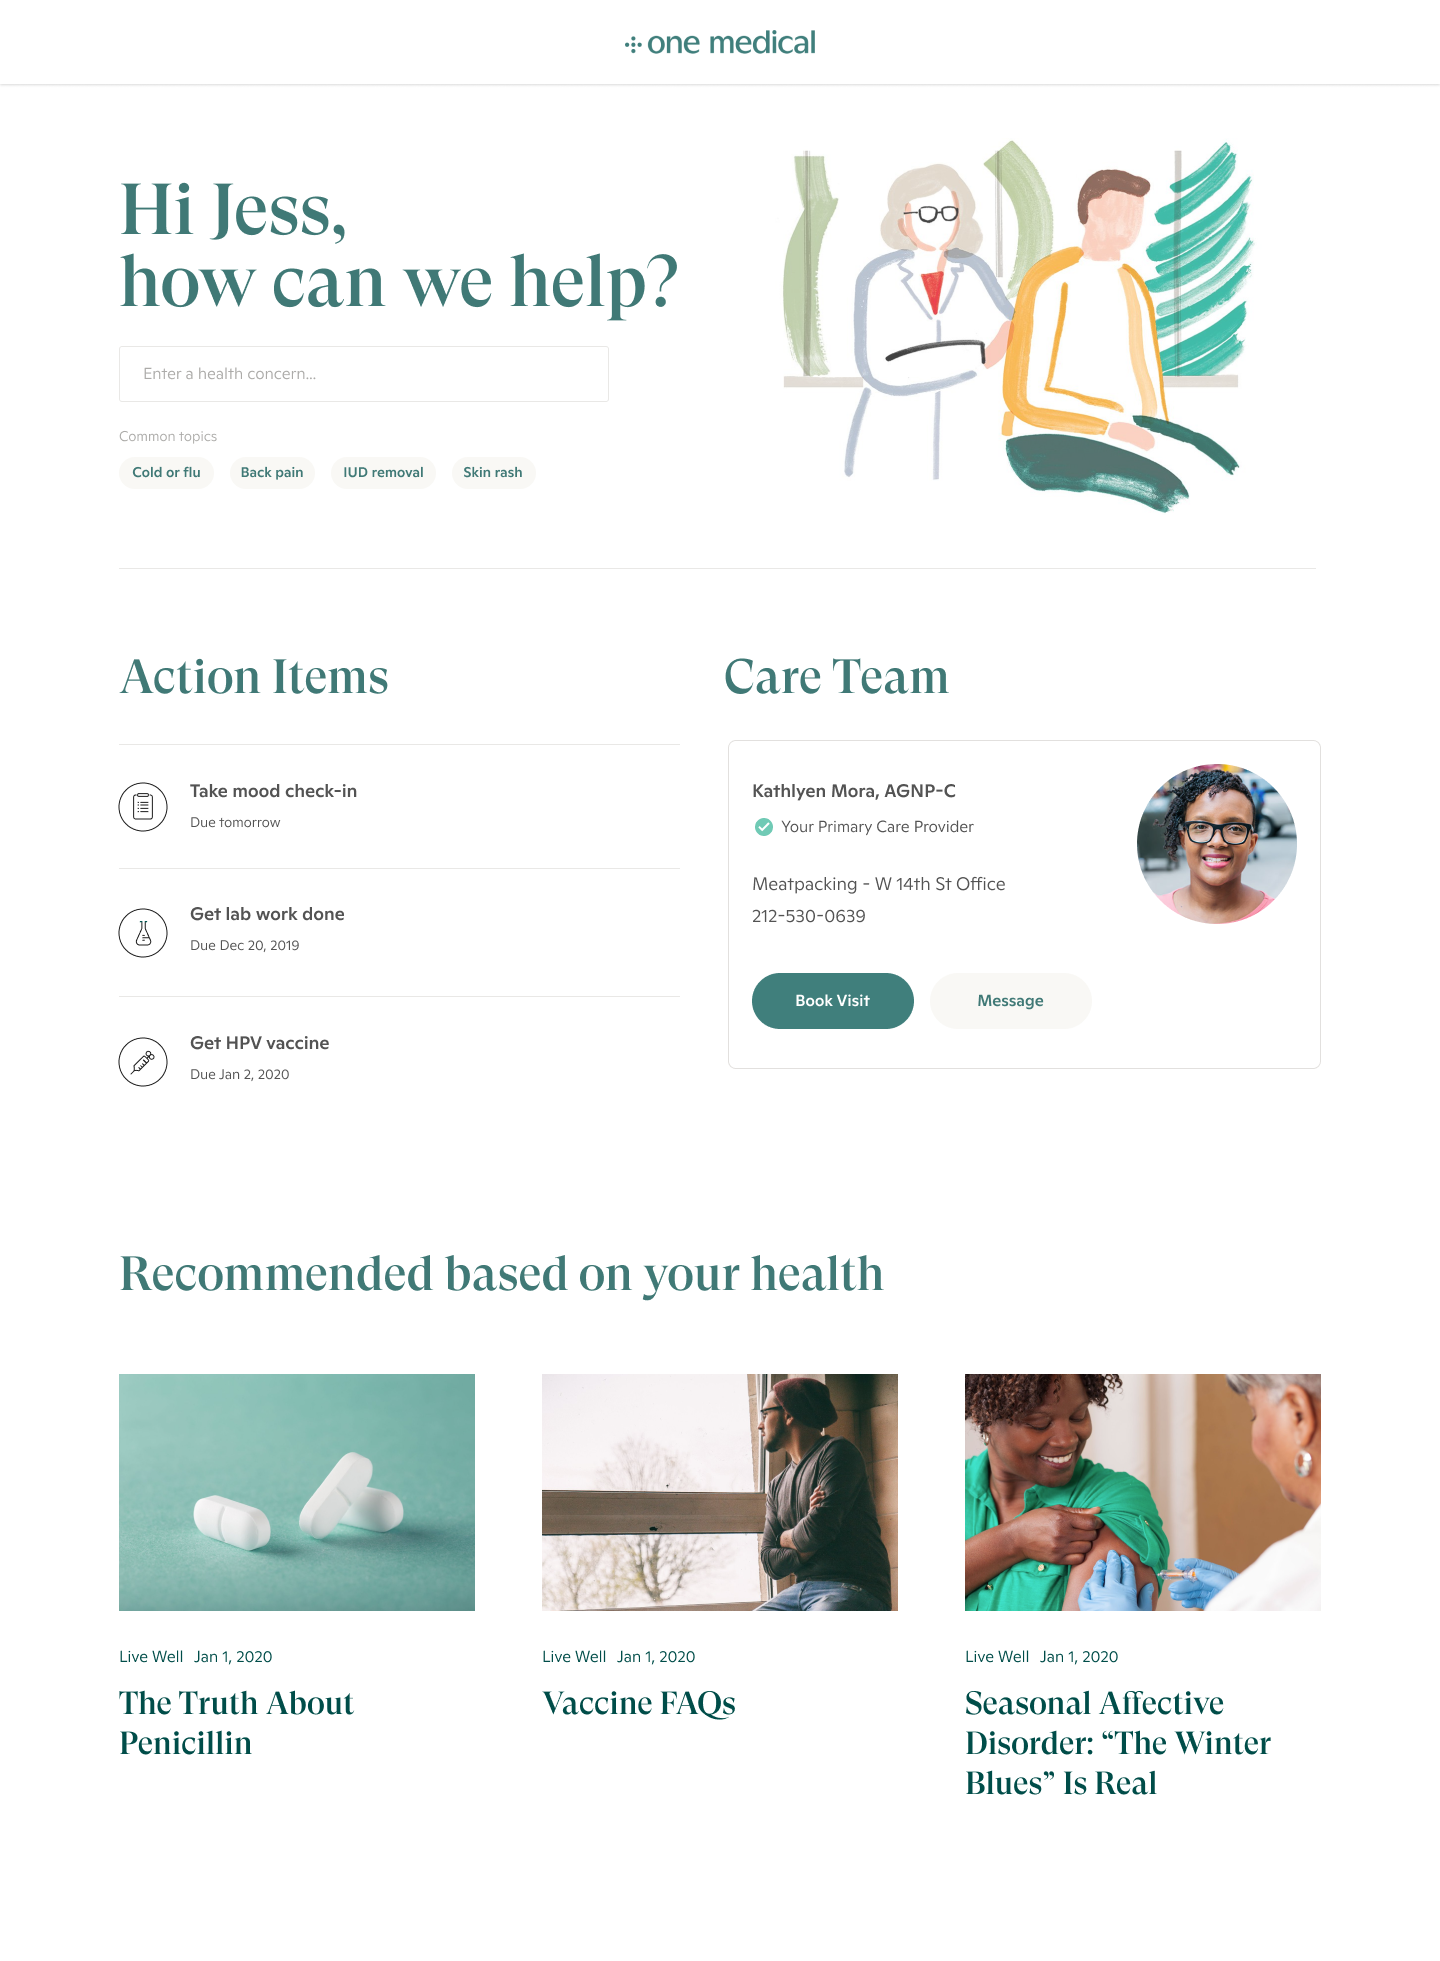 one medical
Hi Jess,
how can we help?
Enter a health concern...
Common topics
Cold or flu
Back pain
IUD removal
Skin rash
Action Items
Take mood check-in
Due tomorrow
Get lab work done
Due Dec 20, 2019
Get HPV vaccine
Due Jan 2, 2020
Care Team
Kathlyen Mora, AGNP-C
Your Primary Care Provider
Meatpacking - W 14th St Office
212-530-0639
Book Visit
Message
Recommended based on your health
Live Well Jan 1, 2020
The Truth About
Penicillin
Live Well Jan 1, 2020
Vaccine FAQs
Live Well Jan 1, 2020
Seasonal Affective
Disorder: “The Winter
Blues” Is Real